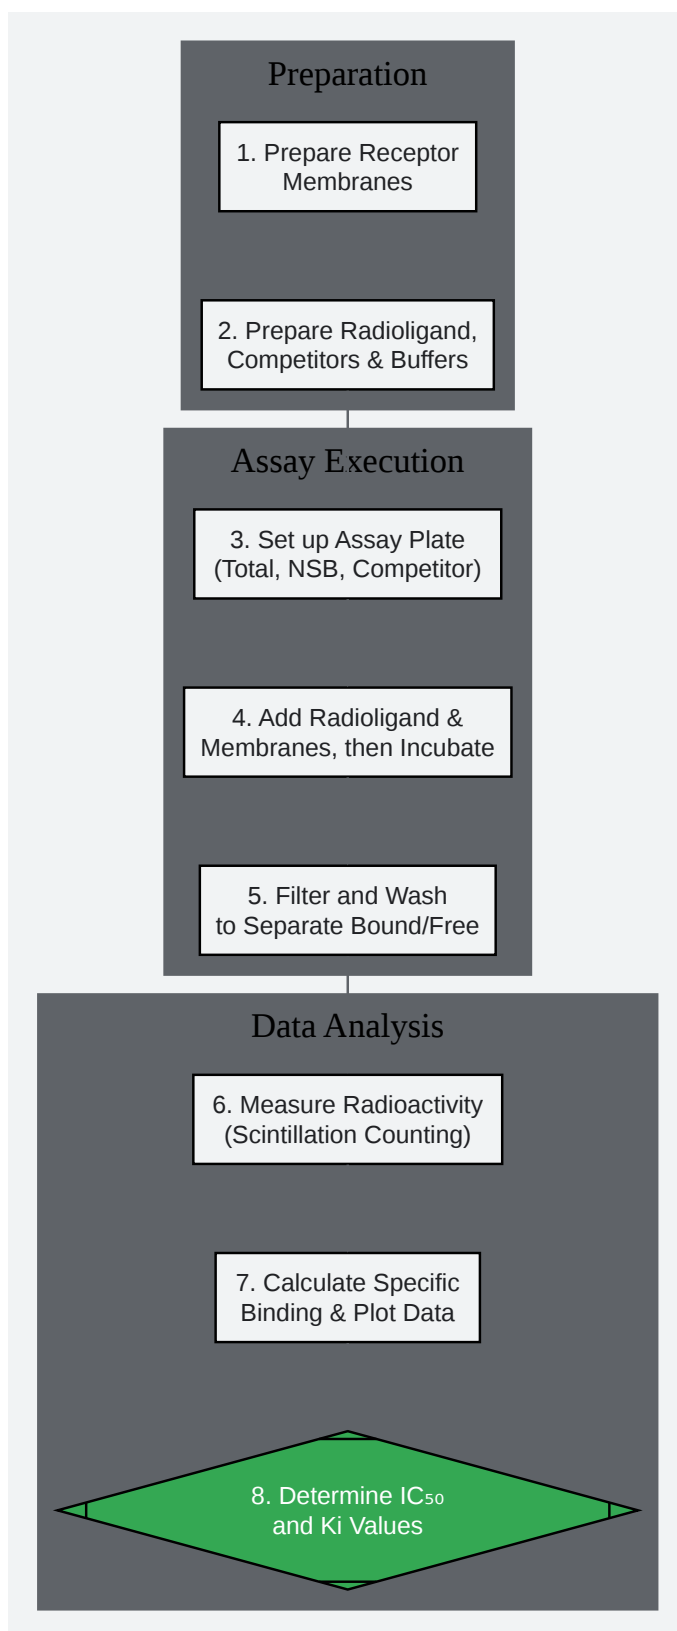 Preparation
1. Prepare Receptor
Membranes
2. Prepare Radioligand,
Competitors & Buffers
Assay Execution
3. Set up Assay Plate
(Total, NSB, Competitor)
4. Add Radioligand &
Membranes, then Incubate
5. Filter and Wash
to Separate Bound/Free
Data Analysis
6. Measure Radioactivity
(Scintillation Counting)
7. Calculate Specific
Binding & Plot Data
8. Determine IC₅₀
and Ki Values